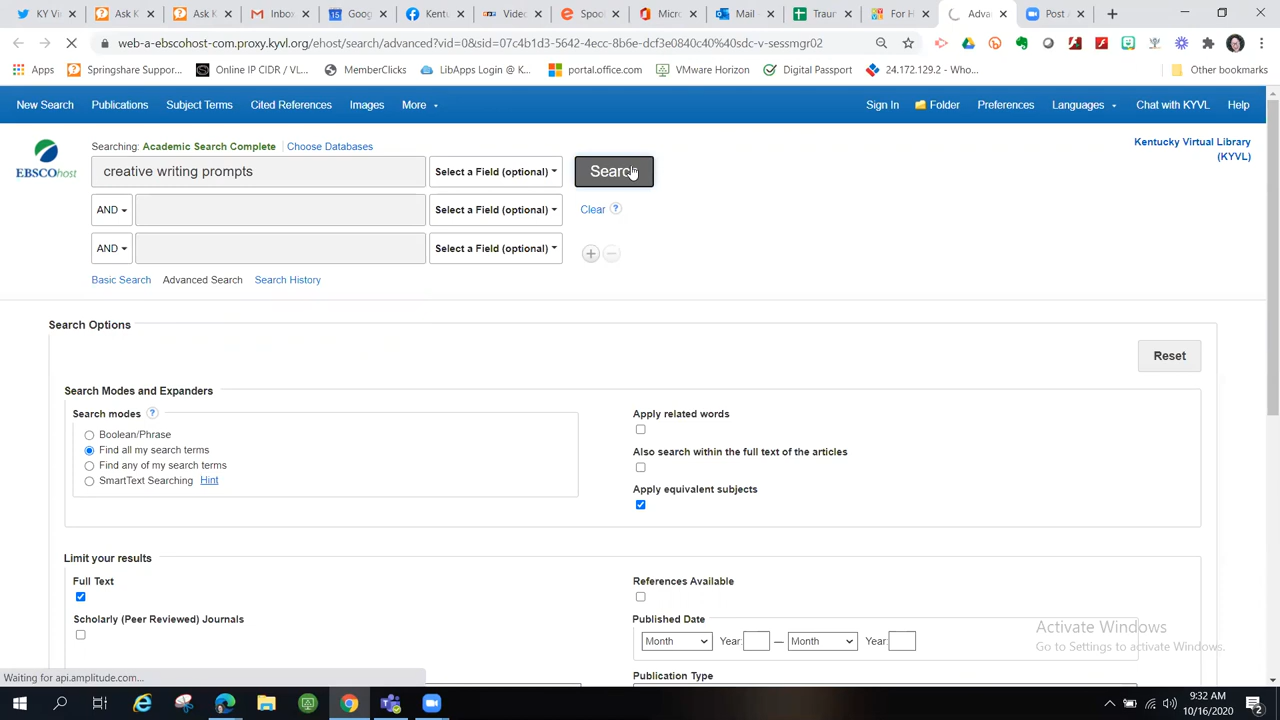 KY Vi
Ask K
Ask K
Inbo
Goog
Kent
Video
Spoo
Micro
Mail
Traun
For H
Adva
Post A
web-a-ebscohost-com.proxy.kyvl.org/ehost/search/advanced?vid=0&sid=07c4b1d3-5642-4ecc-8b6e-dcf3e0840c40%40sdc-v-sessmgr02
Apps
Springshare Suppor...
Online IP CIDR / VL...
MemberClicks
LibApps Login @ K...
portal.office.com
VMware Horizon
Digital Passport
24.172.129.2 - Who...
Other bookmarks
New Search Publications Subject Terms Cited References Images More
Sign In Folder Preferences Languages Chat with KYVL Help
EBSCOhost
Searching: Academic Search Complete Choose Databases
Kentucky Virtual Library
(KYVL)
creative writing prompts Select a Field (optional) Search
AND Select a Field (optional) Clear ?
AND Select a Field (optional)
Basic Search Advanced Search Search History
Search Options
Reset
Search Modes and Expanders
Search modes ?
Boolean/Phrase
Find all my search terms
Find any of my search terms
SmartText Searching Hint
Apply related words
Also search within the full text of the articles
Apply equivalent subjects
Limit your results
Full Text
References Available
Scholarly (Peer Reviewed) Journals
Published Date
Month Year: — Month Year:
Publication Type
Activate Windows
Go to Settings to activate Windows.
Waiting for api.amplitude.com...
9:32 AM
10/16/2020
2